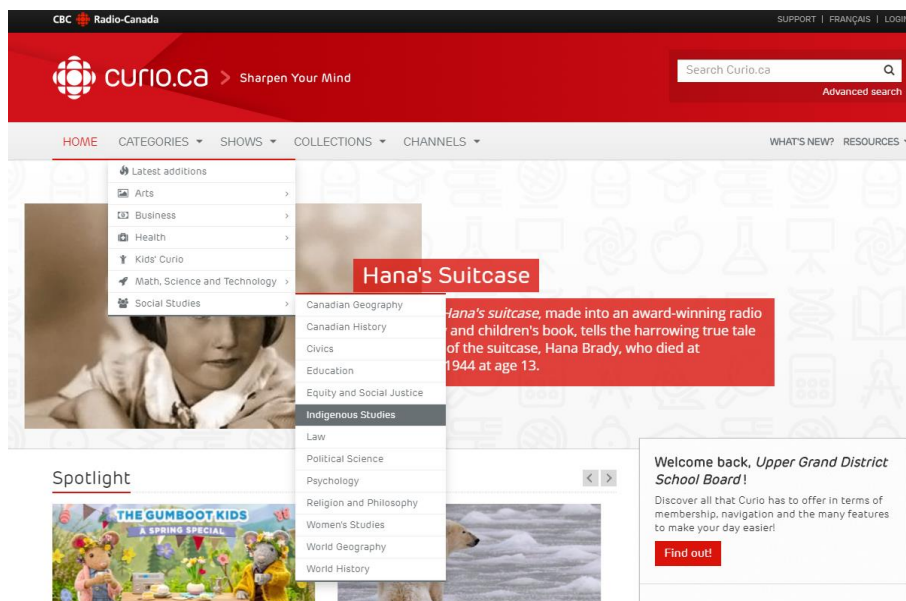 CBC Radio-Canada
SUPPORT | FRANÇAIS | LOGIN
curio.ca > Sharpen Your Mind
Search Curio.ca
Advanced search
HOME CATEGORIES SHOWS COLLECTIONS CHANNELS
WHAT'S NEW? RESOURCES
Latest additions
Arts
Business
Health
Kids' Curio
Math, Science and Technology
Social Studies
Canadian Geography
Canadian History
Civics
Education
Equity and Social Justice
Indigenous Studies
Law
Political Science
Psychology
Religion and Philosophy
Women's Studies
World Geography
World History
Hana's Suitcase
Hana's suitcase, made into an award-winning radio
and children's book, tells the harrowing true tale
of the suitcase, Hana Brady, who died at
1944 at age 13.
Spotlight
THE GUMBOOT KIDS
A SPRING SPECIAL
Welcome back, Upper Grand District
School Board!
Discover all that Curio has to offer in terms of
membership, navigation and the many features
to make your day easier!
Find out!